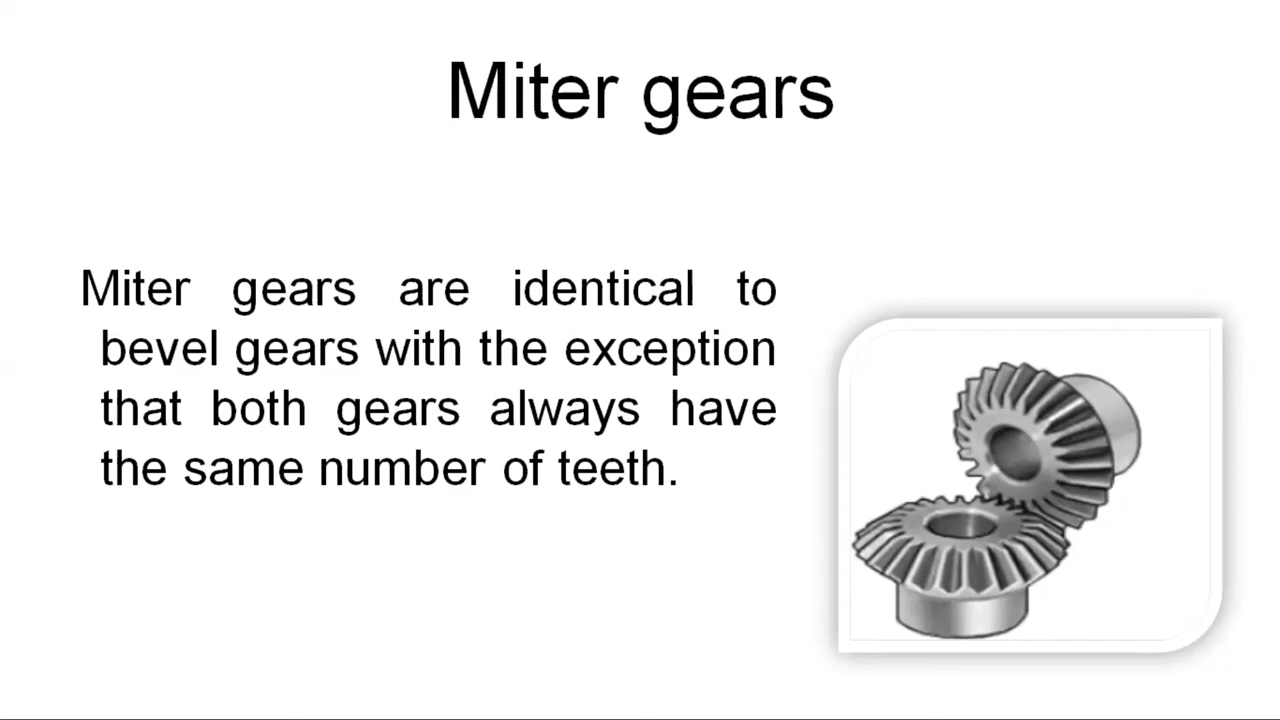 Miter gears
Miter gears are identical to
bevel gears with the exception
that both gears always have
the same number of teeth.